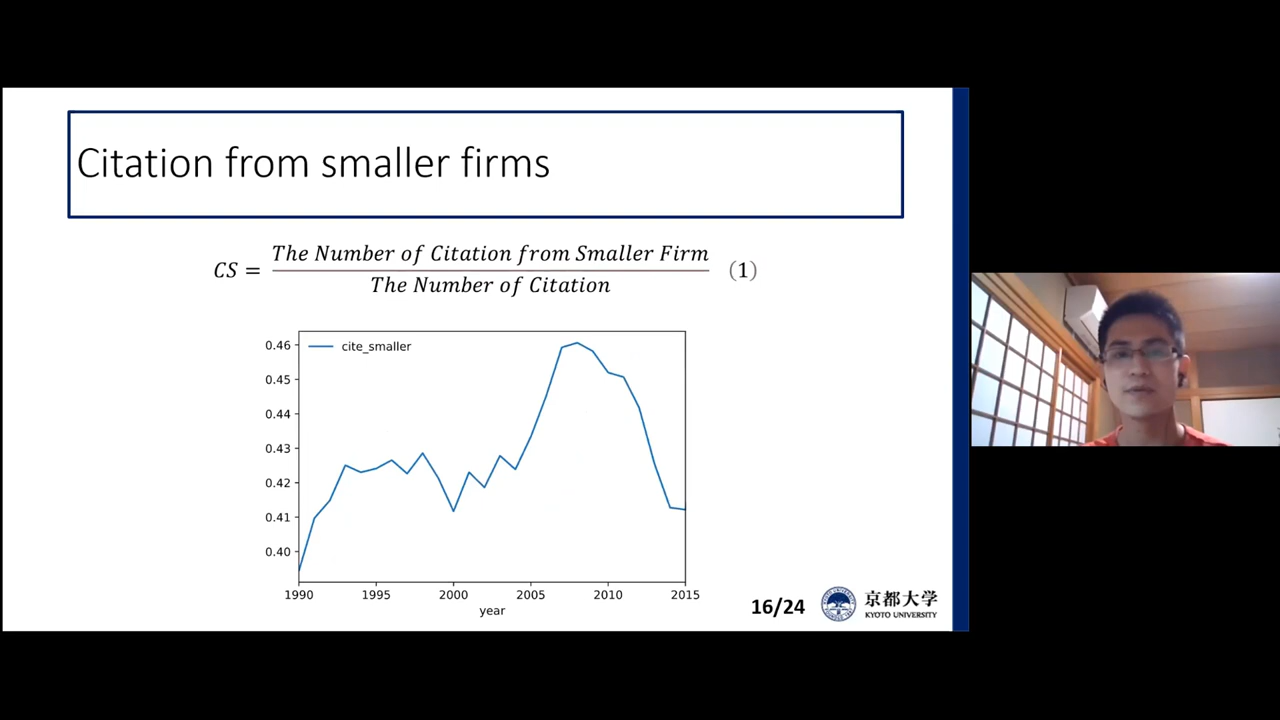 Citation from smaller firms
CS = The Number of Citation from Smaller Firm / The Number of Citation (1)
cite_smaller
0.46
0.45
0.44
0.43
0.42
0.41
0.40
1990 1995 2000 2005 2010 2015
year
16/24
京都大学
KYOTO UNIVERSITY